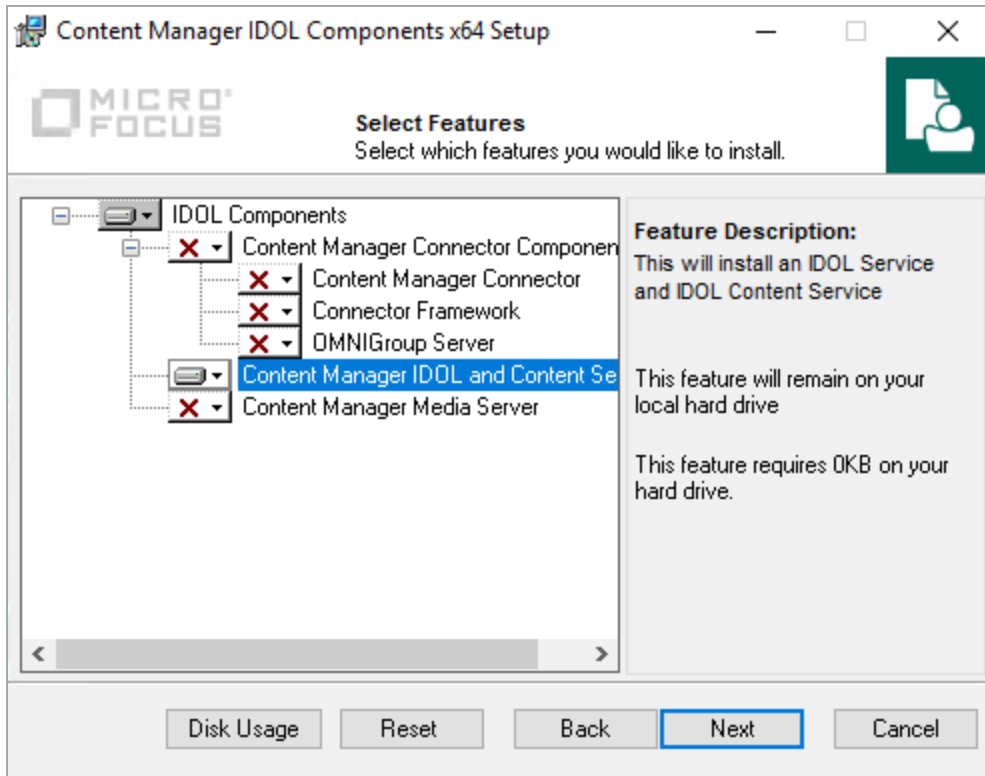 Content Manager IDOL Components x64 Setup
MICRO
FOCUS
Select Features
Select which features you would like to install.
IDOL Components
Content Manager Connector Componen
Content Manager Connector
Connector Framework
OMNIGroup Server
Content Manager IDOL and Content Se
Content Manager Media Server
Feature Description:
This will install an IDOL Service
and IDOL Content Service
This feature will remain on your
local hard drive
This feature requires 0KB on your
hard drive.
Disk Usage
Reset
Back
Next
Cancel